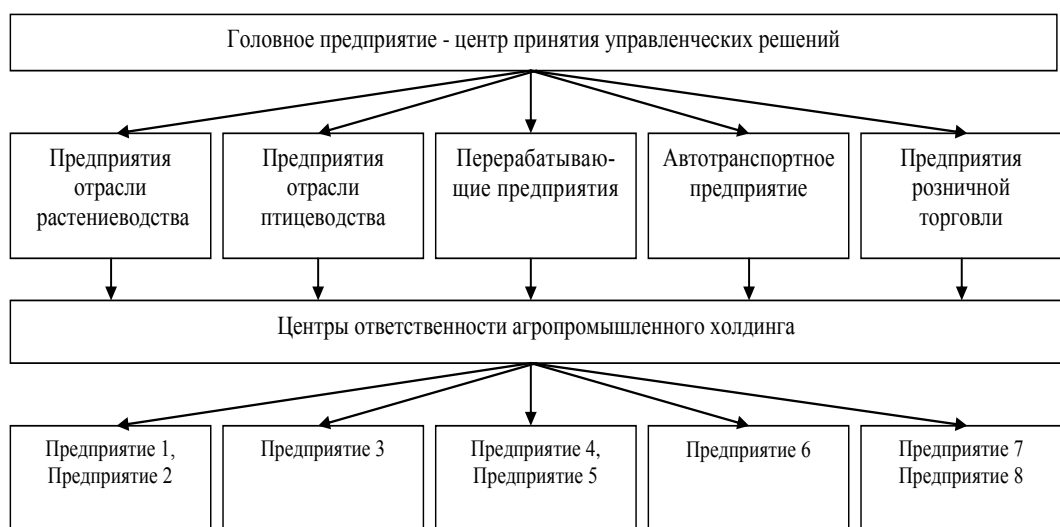 Головное предприятие - центр принятия управленческих решений
Предприятия
отрасли
растениеводства
Предприятия
отрасли
птицеводства
Перерабатываю-
щие предприятия
Автотранспортное
предприятие
Предприятия
розничной
торговли
Центры ответственности агропромышленного холдинга
Предприятие 1,
Предприятие 2
Предприятие 3
Предприятие 4,
Предприятие 5
Предприятие 6
Предприятие 7
Предприятие 8